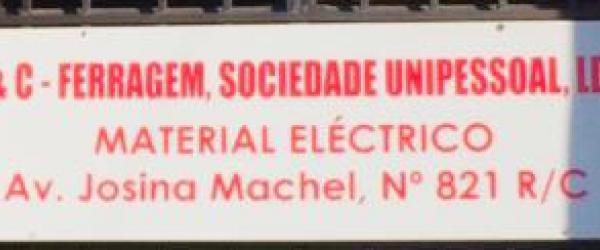 & C - FERRAGEM, SOCIEDADE UNIPESSOAL,
MATERIAL ELÉCTRICO
Av. Josina Machel, Nº 821 R/C